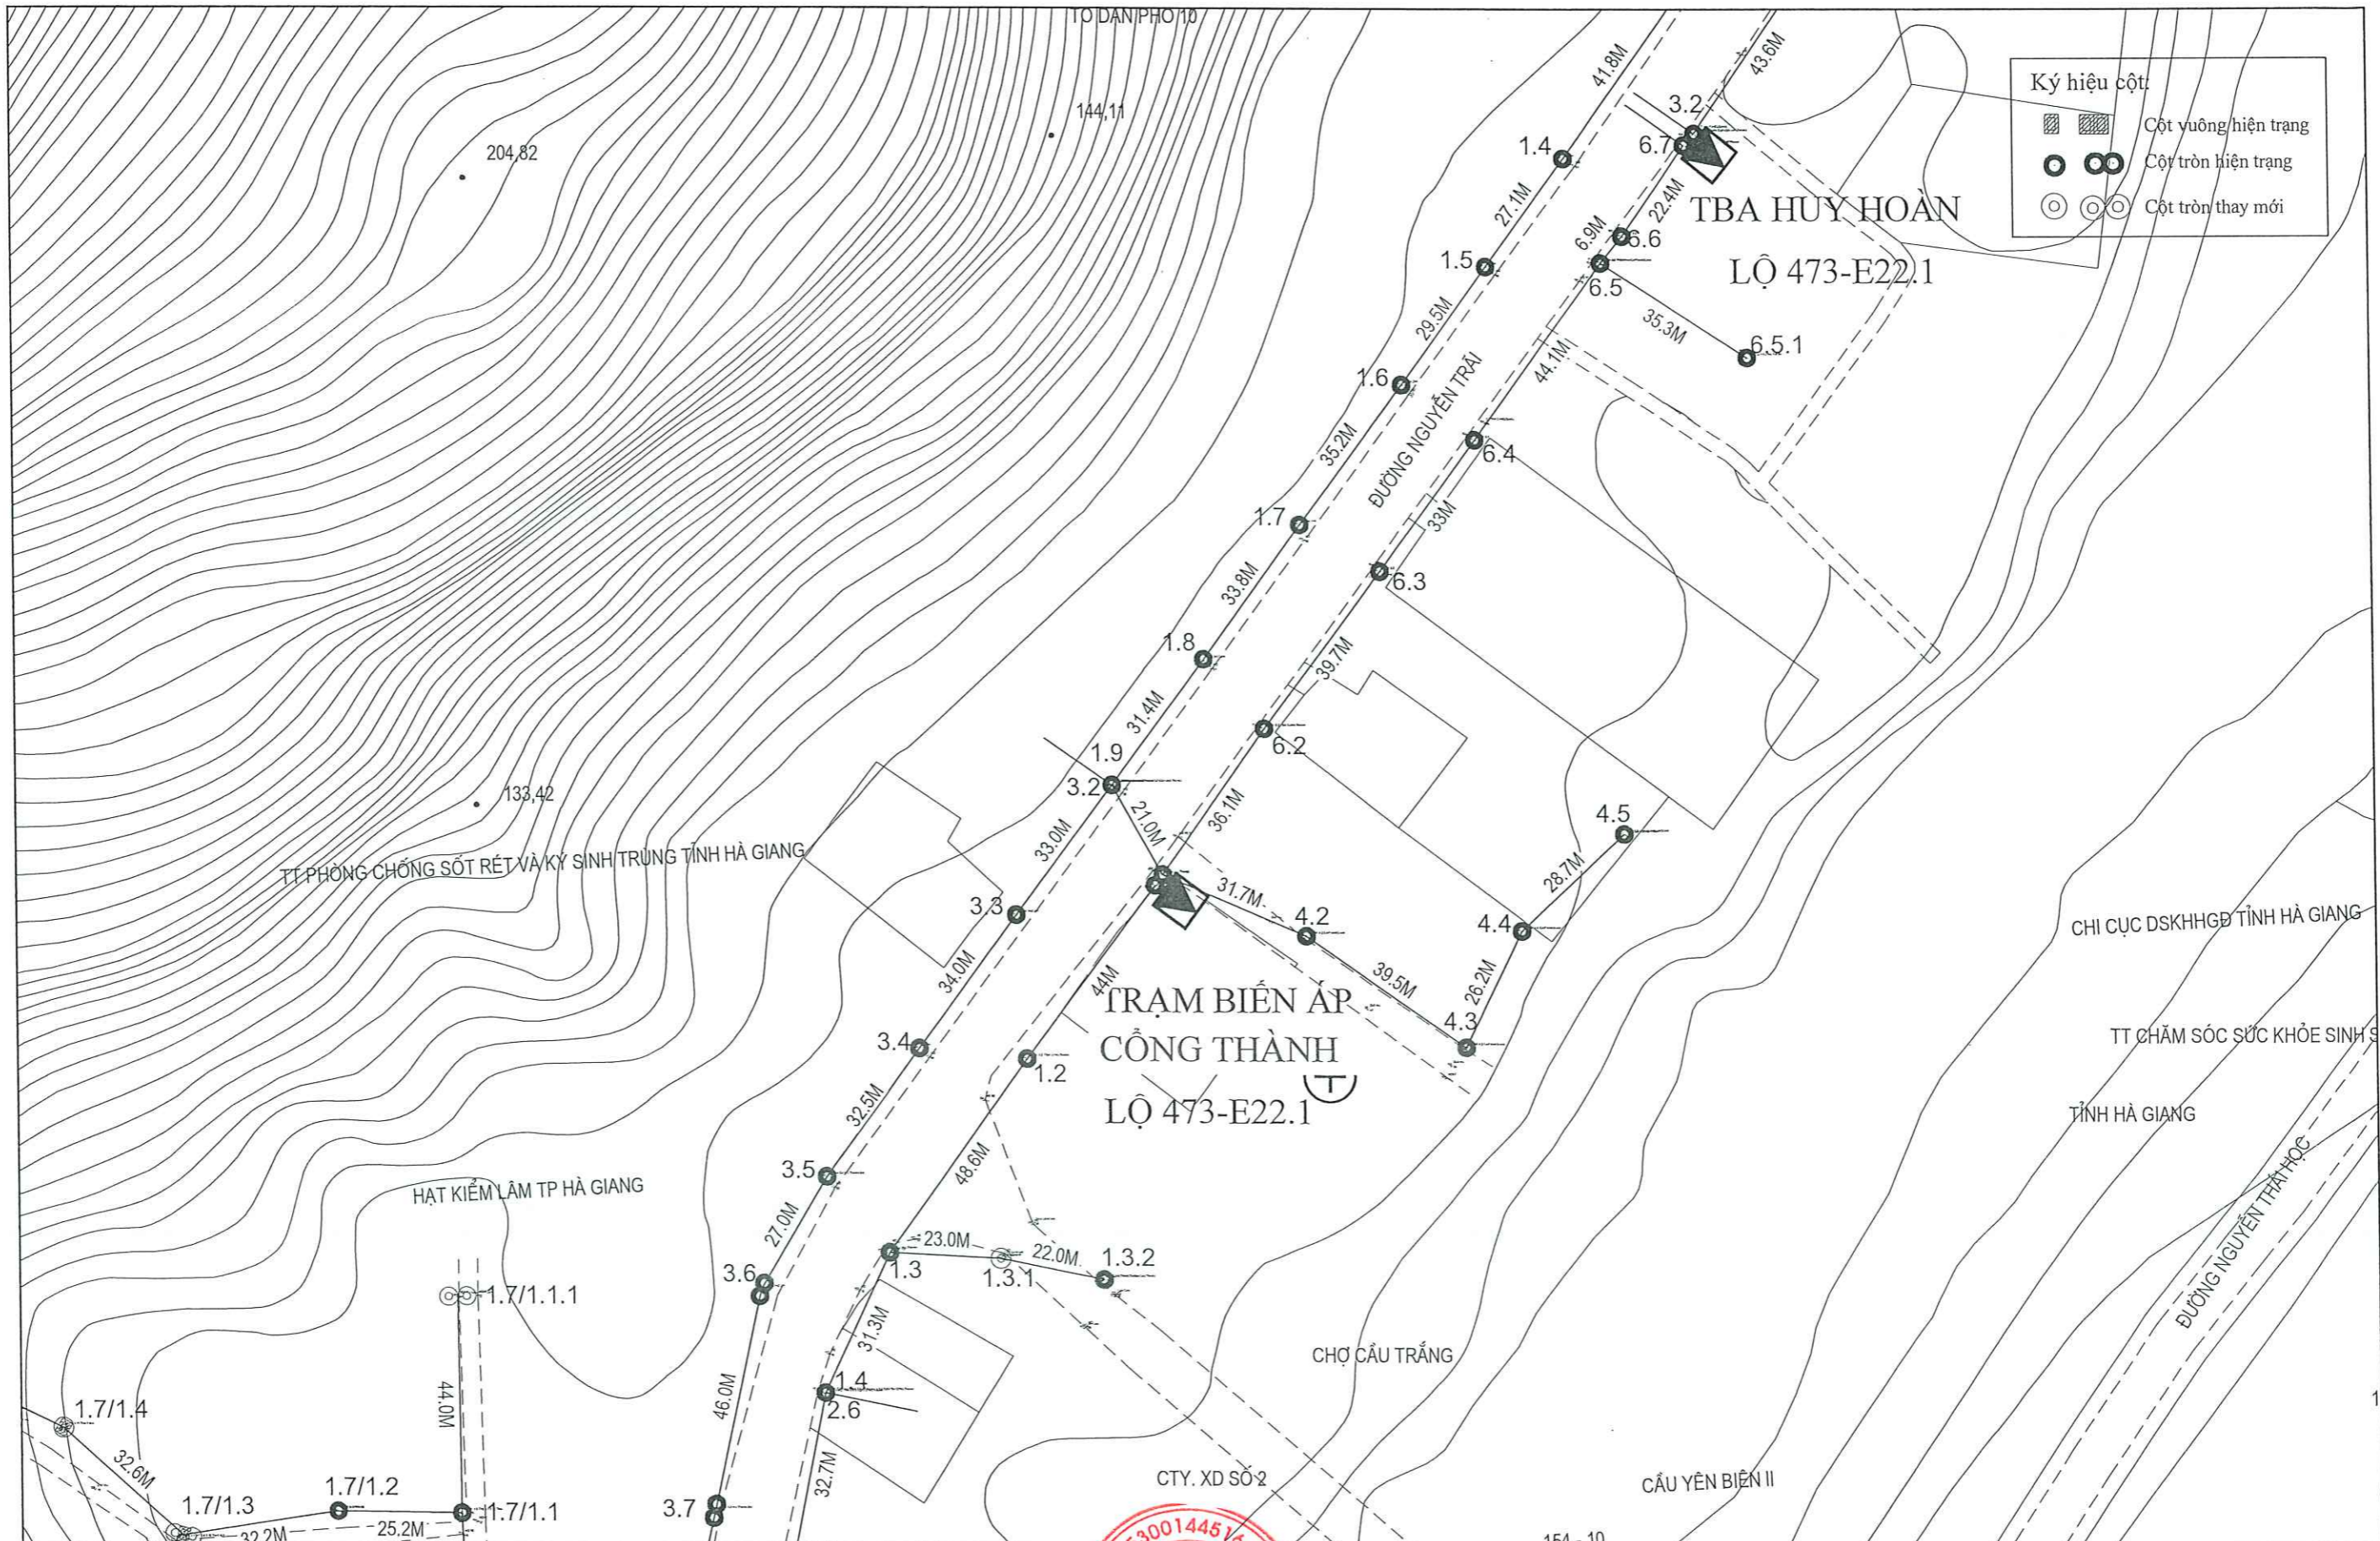 TỔ DÂN PHỐ 10
204,82
144,11
133,42
Ký hiệu cột:
Cột vuông hiện trạng
Cột tròn hiện trạng
Cột tròn thay mới
41.8M
43.6M
3.2
6.7
1.4
TBA HUY HOÀN
LỘ 473-E22.1
22.4M
6.9M
6.6
6.5
27.1M
1.5
35.3M
6.5.1
29.5M
44.1M
1.6
ĐƯỜNG NGUYỄN TRÃI
6.4
35.2M
33M
1.7
6.3
33.8M
39.7M
1.8
6.2
31.4M
1.9
3.2
21.0M
36.1M
4.5
33.0M
28.7M
TT PHÒNG CHỐNG SỐT RÉT VÀ KÝ SINH TRÙNG TỈNH HÀ GIANG
3.3
31.7M
4.2
4.4
CHI CỤC DSKHHGĐ TỈNH HÀ GIANG
34.0M
44M
39.5M
26.2M
TRẠM BIẾN ÁP
CÔNG THÀNH
LỘ 473-E22.1
T
4.3
3.4
1.2
TT CHĂM SÓC SỨC KHỎE SINH S
TỈNH HÀ GIANG
32.5M
48.6M
3.5
HẠT KIỂM LÂM TP HÀ GIANG
ĐƯỜNG NGUYỄN THÁI HỌC
27.0M
23.0M
22.0M
3.6
1.3
1.3.1
1.3.2
1.7/1.1.1
31.3M
CHỢ CẦU TRẮNG
46.0M
44.0M
1.4
2.6
1.7/1.4
32.6M
32.7M
CTY. XD SỐ 2
CẦU YÊN BIÊN II
1.7/1.3
1.7/1.2
1.7/1.1
3.7
32.2M
25.2M
154 - 10
1